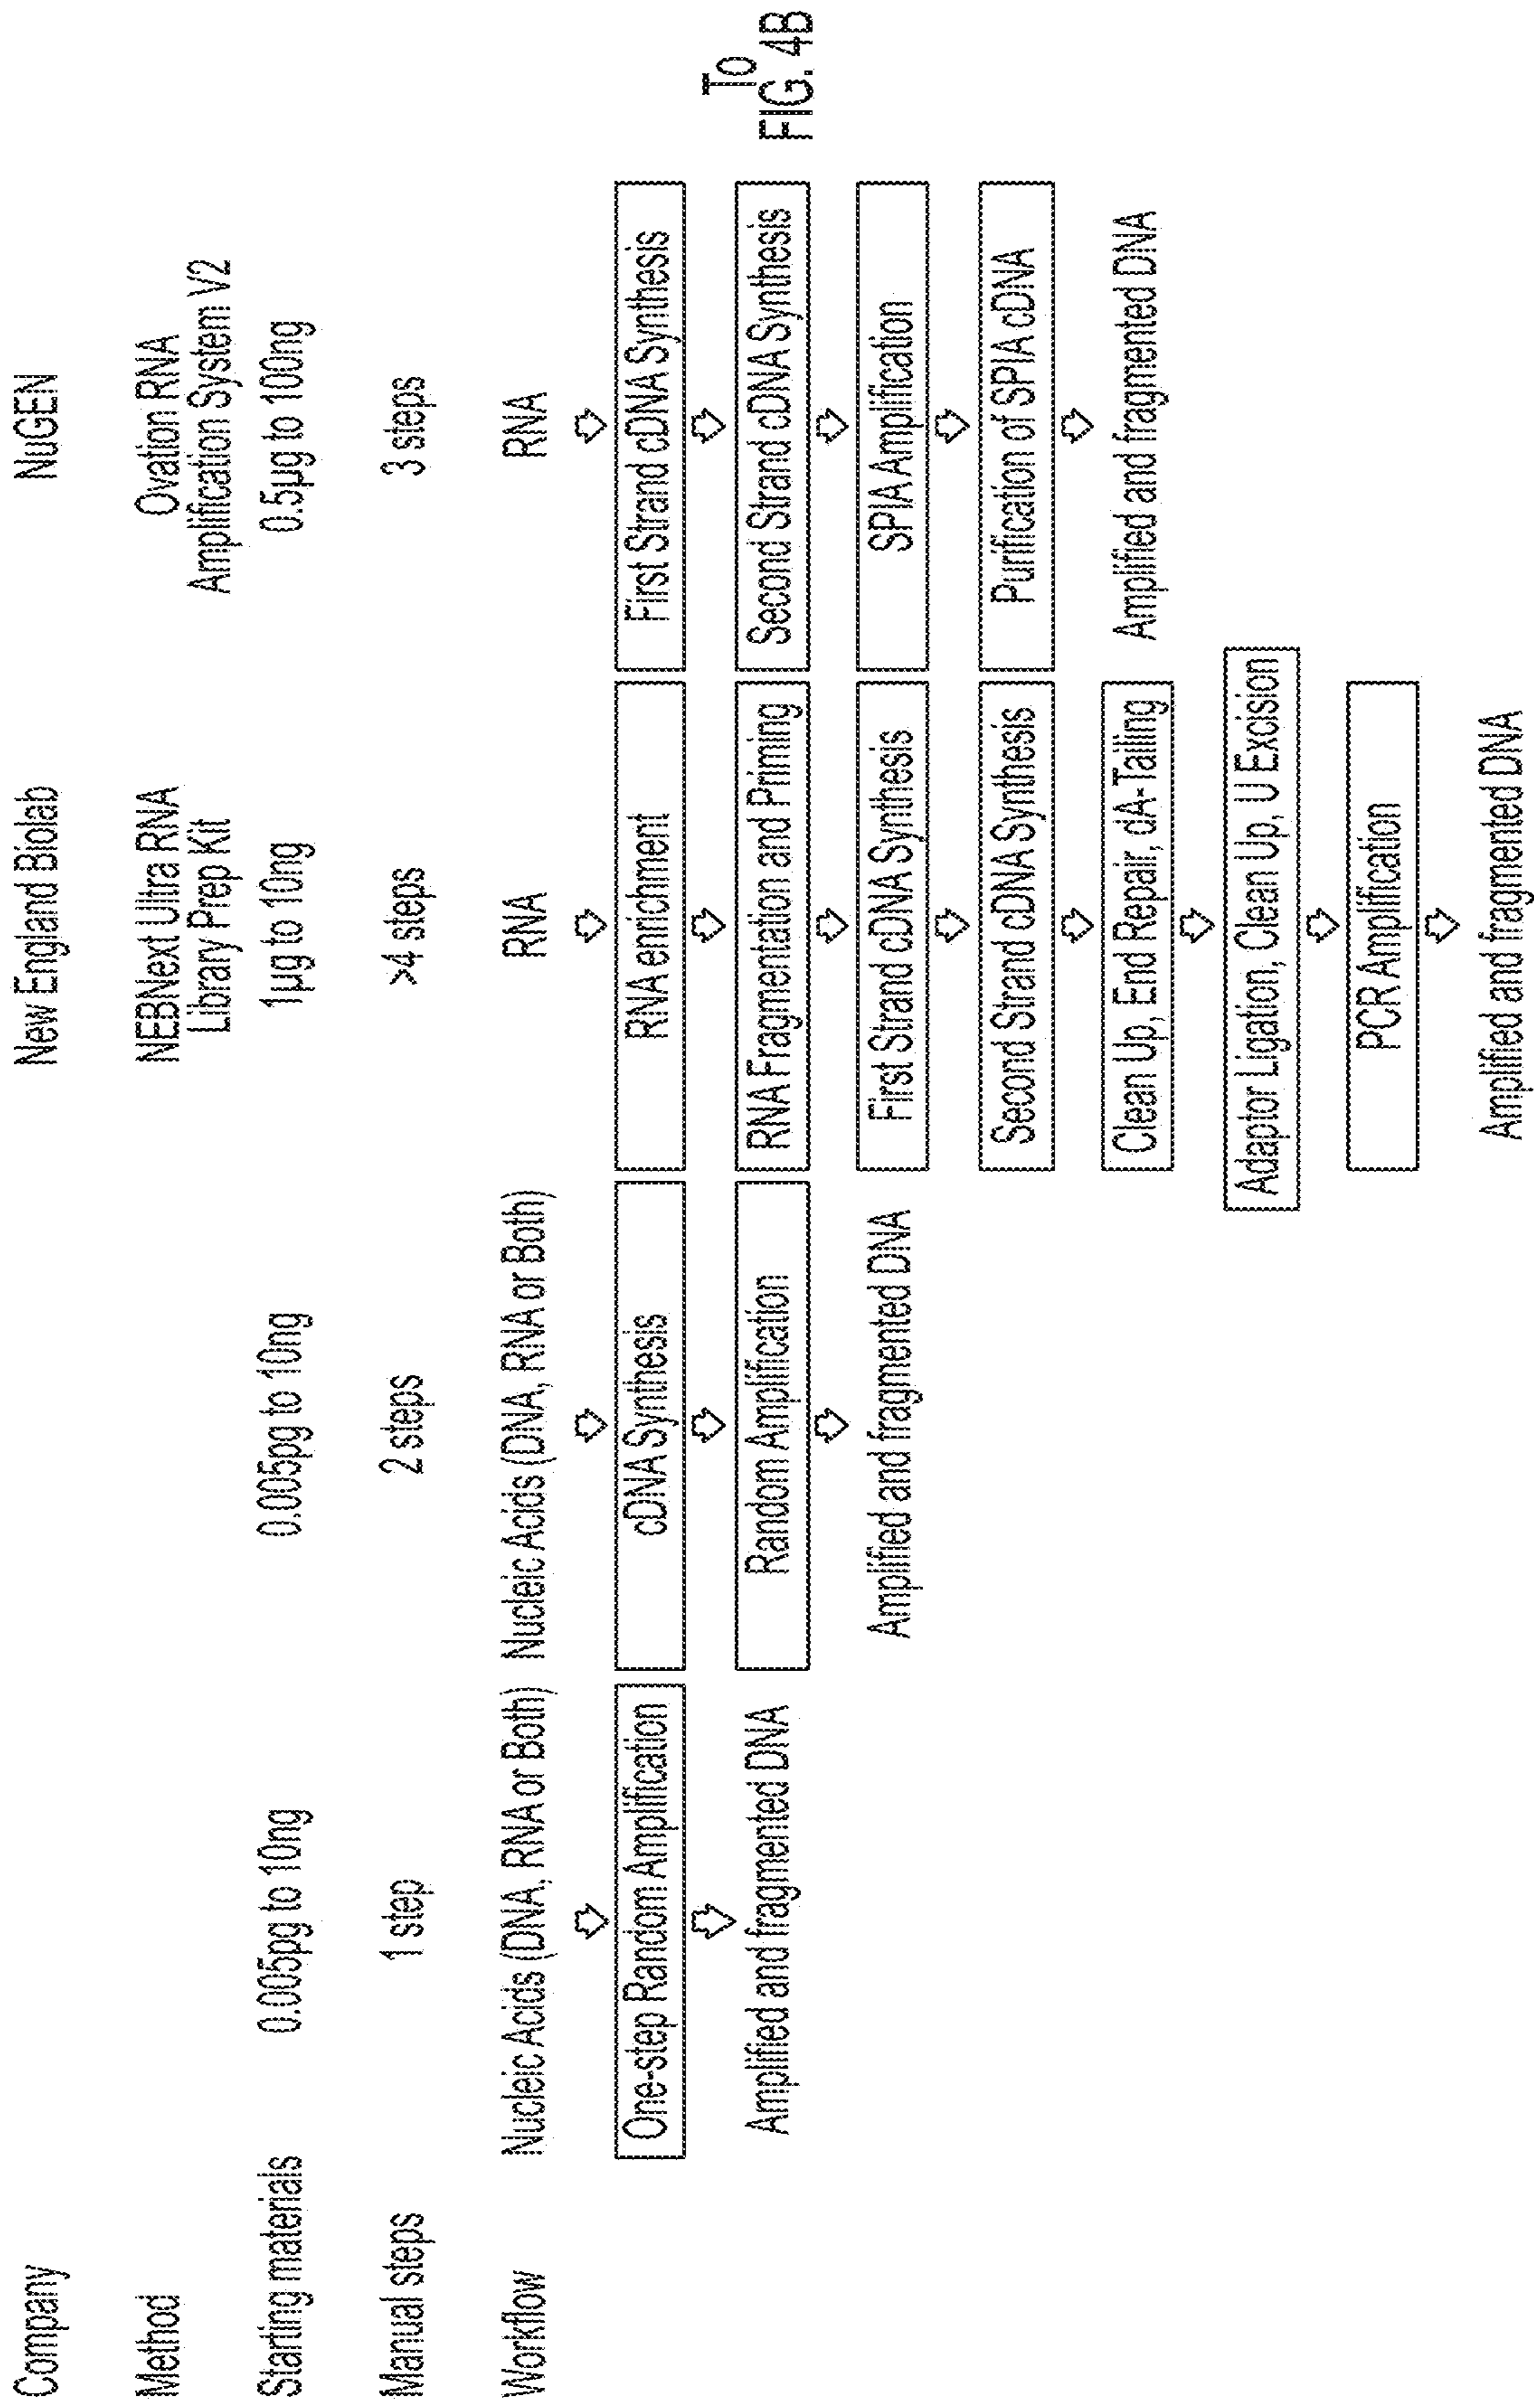 Company
New England Biolab
NuGEN
Method
NEBNext Ultra RNA
Library Prep Kit
Ovation RNA
Amplification System V2
Starting materials
0.005pg to 10ng
0.005pg to 10ng
1µg to 10ng
0.5µg to 100ng
Manual steps
1 step
2 steps
>4 steps
3 steps
Workflow
Nucleic Acids (DNA, RNA or Both)
One-step Random Amplification
Amplified and fragmented DNA
Nucleic Acids (DNA, RNA or Both)
cDNA Synthesis
Random Amplification
Amplified and fragmented DNA
RNA
RNA enrichment
RNA Fragmentation and Priming
First Strand cDNA Synthesis
Second Strand cDNA Synthesis
Clean Up, End Repair, dA-Tailing
Adaptor Ligation, Clean Up, U Excision
PCR Amplification
Amplified and fragmented DNA
RNA
First Strand cDNA Synthesis
Second Strand cDNA Synthesis
SPIA Amplification
Purification of SPIA cDNA
Amplified and fragmented DNA
To
FIG. 4B